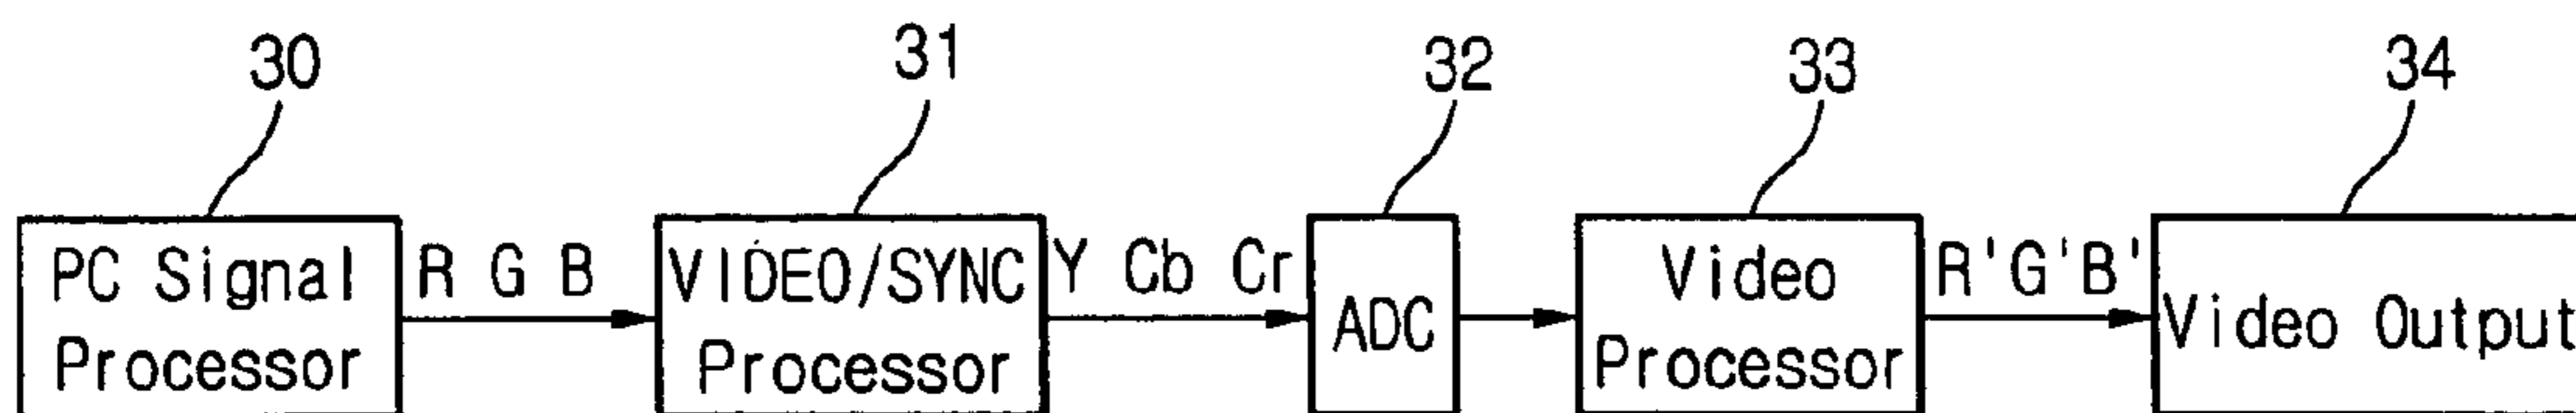 30
31
32
33
34
PC Signal
Processor
R G B
VIDEO/SYNC
Processor
Y Cb Cr
ADC
Video
Processor
R'G'B'
Video Output